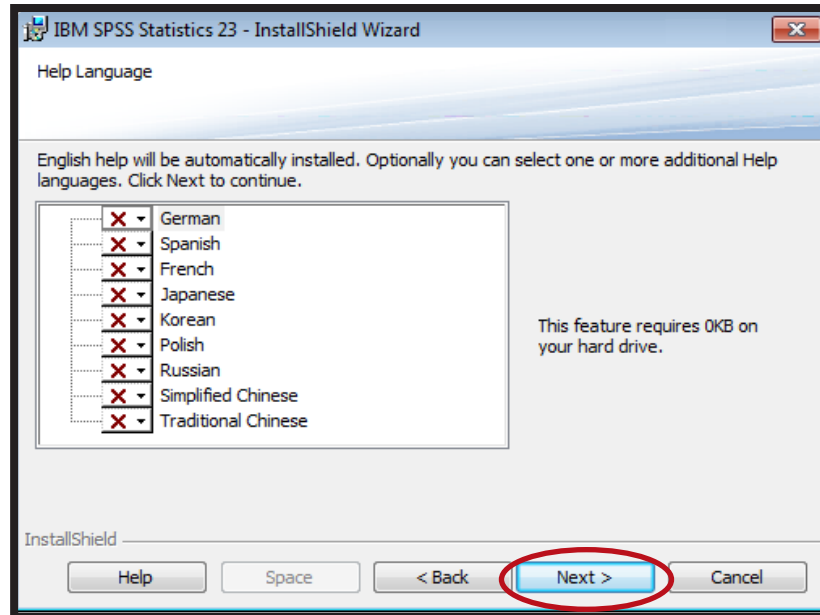 IBM SPSS Statistics 23 - InstallShield Wizard
Help Language
English help will be automatically installed. Optionally you can select one or more additional Help
languages. Click Next to continue.
German
Spanish
French
Japanese
Korean
Polish
Russian
Simplified Chinese
Traditional Chinese
This feature requires 0KB on
your hard drive.
InstallShield
Help
Space
< Back
Next >
Cancel